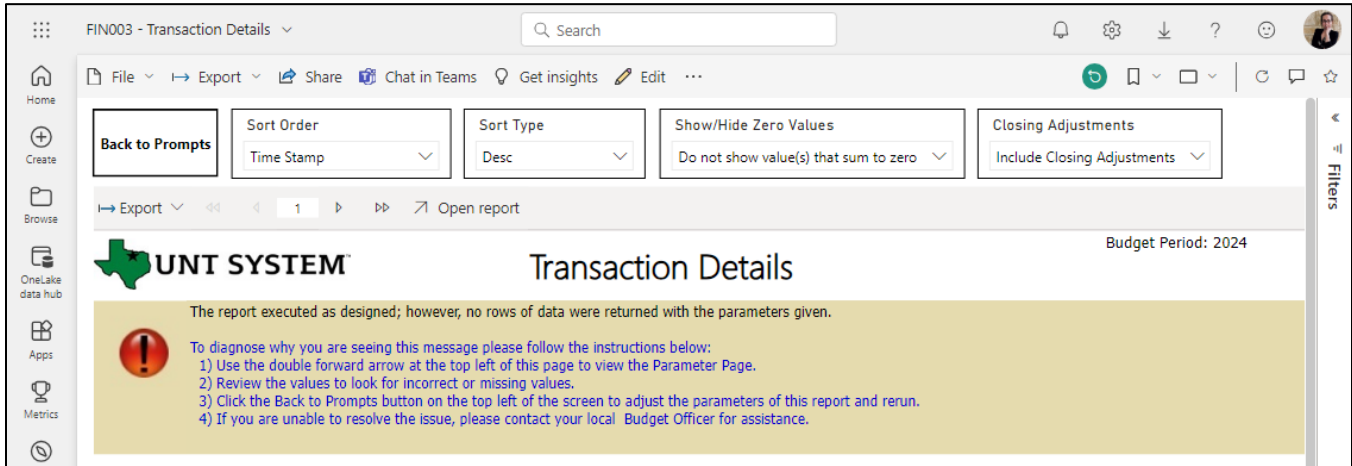 FIN003 - Transaction Details
Search
?
Home
File
Export
Share
Chat in Teams
Get insights
Edit
...
Create
Back to Prompts
Sort Order
Time Stamp
Sort Type
Desc
Show/Hide Zero Values
Do not show value(s) that sum to zero
Closing Adjustments
Include Closing Adjustments
Filters
Browse
Export
1
Open report
OneLake
data hub
UNT SYSTEM
Transaction Details
Budget Period: 2024
Apps
Metrics
The report executed as designed; however, no rows of data were returned with the parameters given.
To diagnose why you are seeing this message please follow the instructions below:
1) Use the double forward arrow at the top left of this page to view the Parameter Page.
2) Review the values to look for incorrect or missing values.
3) Click the Back to Prompts button on the top left of the screen to adjust the parameters of this report and rerun.
4) If you are unable to resolve the issue, please contact your local  Budget Officer for assistance.